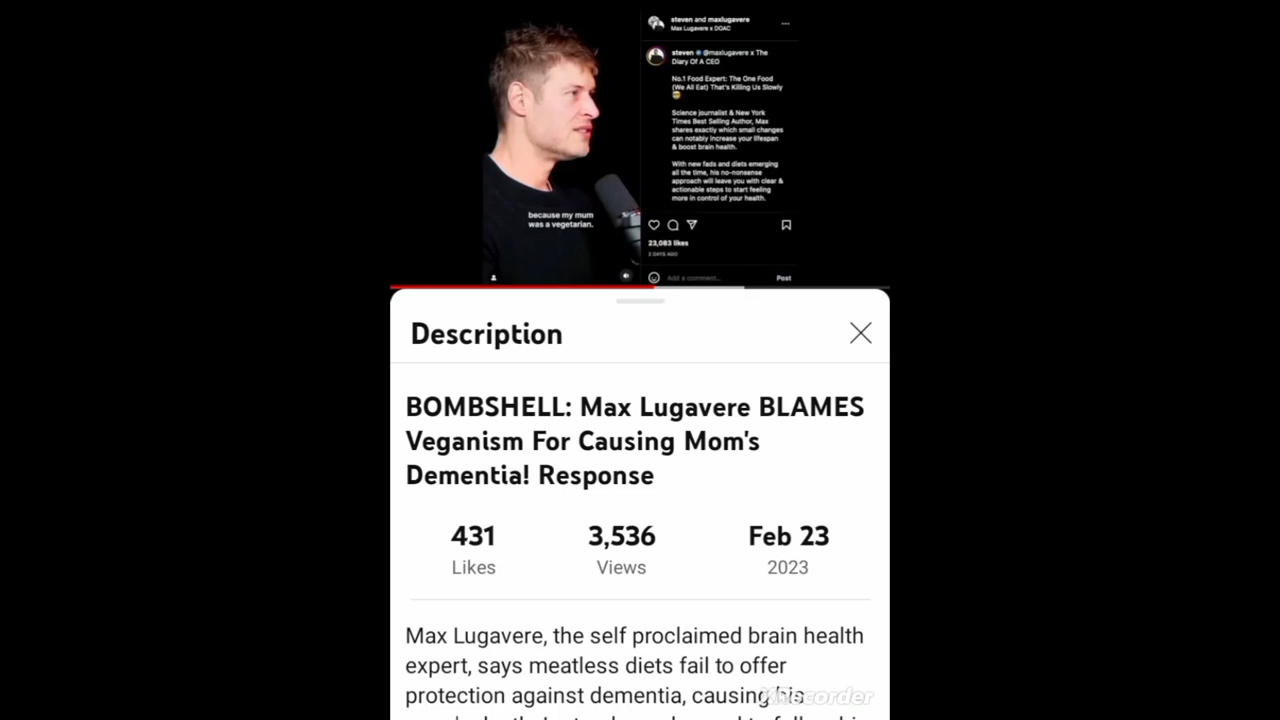 steven and maxlugavere
Max Lugavere x DOAC
steven @maxlugavere x The
Diary Of A CEO
No.1 Food Expert: The One Food
(We All Eat) That's Killing Us Slowly
Science journalist & New York
Times Best Selling Author, Max
shares exactly which small changes
can notably increase your lifespan
& boost brain health.
With new fads and diets emerging
all the time, his no-nonsense
approach will leave you with clear &
actionable steps to start feeling
more in control of your health.
because my mum
was a vegetarian.
23,083 likes
2 DAYS AGO
Add a comment...
Post
Description
BOMBSHELL: Max Lugavere BLAMES
Veganism For Causing Mom's
Dementia! Response
431 3,536 Feb 23
Likes Views 2023
Max Lugavere, the self proclaimed brain health
expert, says meatless diets fail to offer
protection against dementia, causing his